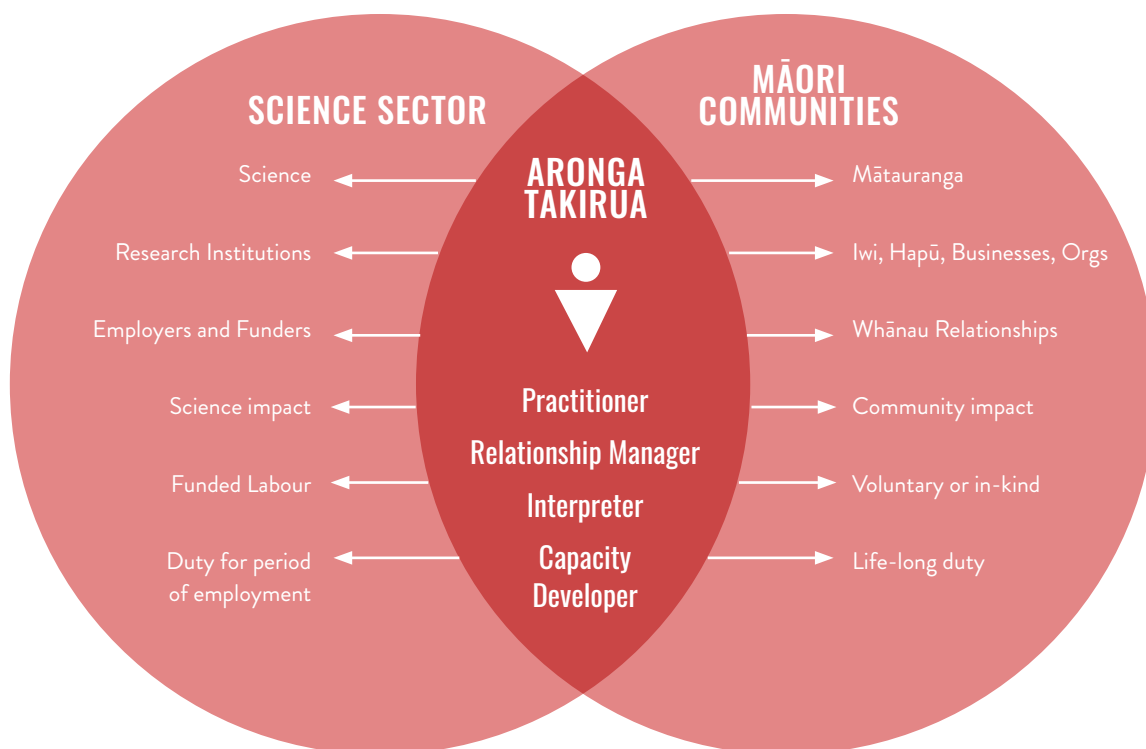 SCIENCE SECTOR
Science
Research Institutions
Employers and Funders
Science impact
Funded Labour
Duty for period
of employment
ARONGA
TAKIRUA
Practitioner
Relationship Manager
Interpreter
Capacity
Developer
MĀORI
COMMUNITIES
Mātauranga
Iwi, Hapū, Businesses, Orgs
Whānau Relationships
Community impact
Voluntary or in-kind
Life-long duty